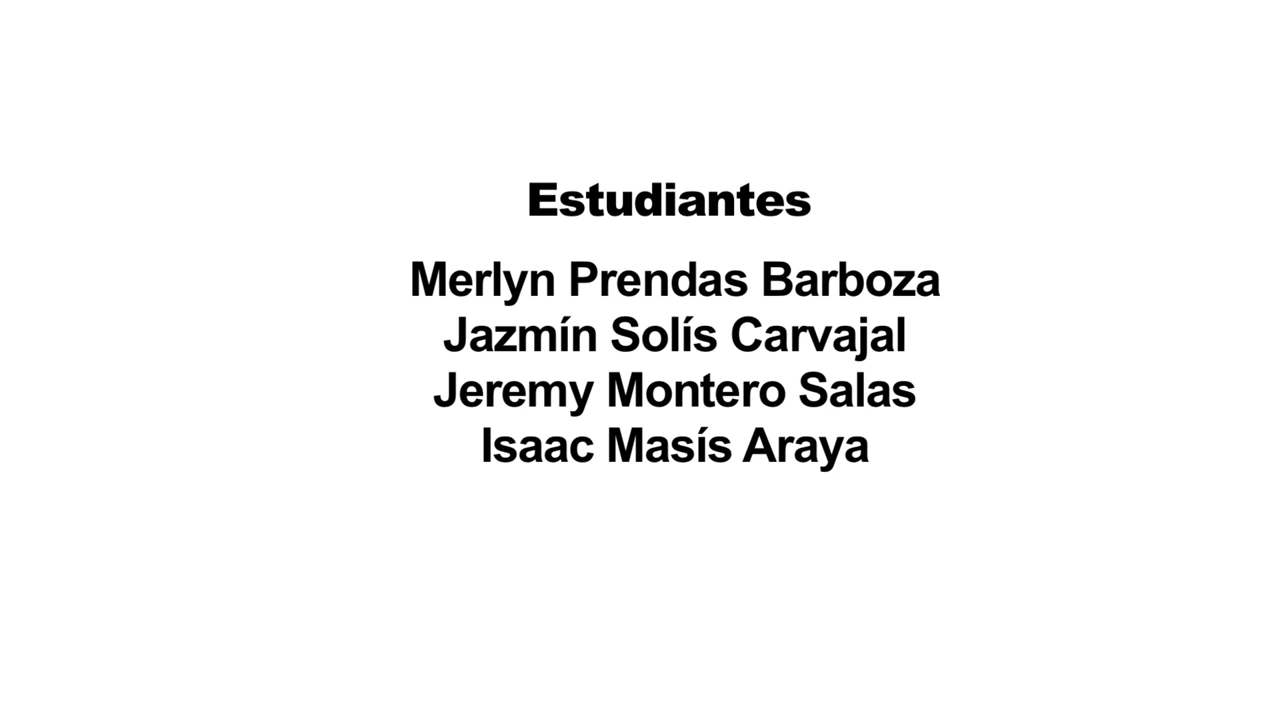 Estudiantes
Merlyn Prendas Barboza
Jazmín Solís Carvajal
Jeremy Montero Salas
Isaac Masís Araya